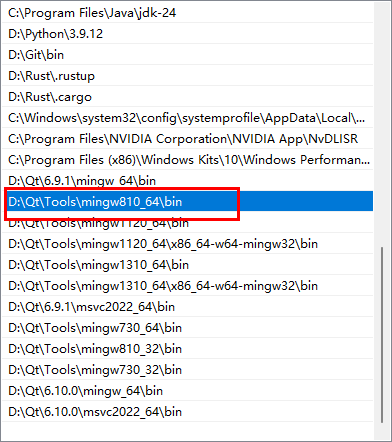 C:\Program Files\Java\jdk-24
D:\Python\3.9.12
D:\Git\bin
D:\Rust\.rustup
D:\Rust\.cargo
C:\Windows\system32\config\systemprofile\AppData\Local\...
C:\Program Files\NVIDIA Corporation\NVIDIA App\NvDLISR
C:\Program Files (x86)\Windows Kits\10\Windows Performan...
D:\Qt\6.9.1\mingw_64\bin
D:\Qt\Tools\mingw810_64\bin
D:\Qt\Tools\mingw1120_64\bin
D:\Qt\Tools\mingw1120_64\x86_64-w64-mingw32\bin
D:\Qt\Tools\mingw1310_64\bin
D:\Qt\Tools\mingw1310_64\x86_64-w64-mingw32\bin
D:\Qt\6.9.1\msvc2022_64\bin
D:\Qt\Tools\mingw730_64\bin
D:\Qt\Tools\mingw810_32\bin
D:\Qt\Tools\mingw730_32\bin
D:\Qt\6.10.0\mingw_64\bin
D:\Qt\6.10.0\msvc2022_64\bin